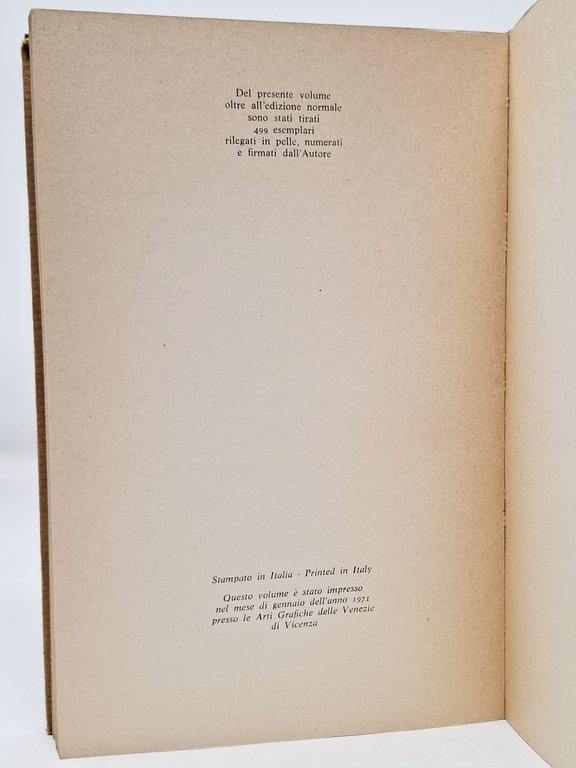 Del presente volume
oltre all'edizione normale
sono stati tirati
499 esemplari
rilegati in pelle, numerati
e firmati dall'Autore
Stampato in Italia - Printed in Italy
Questo volume è stato impresso
nel mese di gennaio dell'anno 1971
presso le Arti Grafiche delle Venezie
di Vicenza